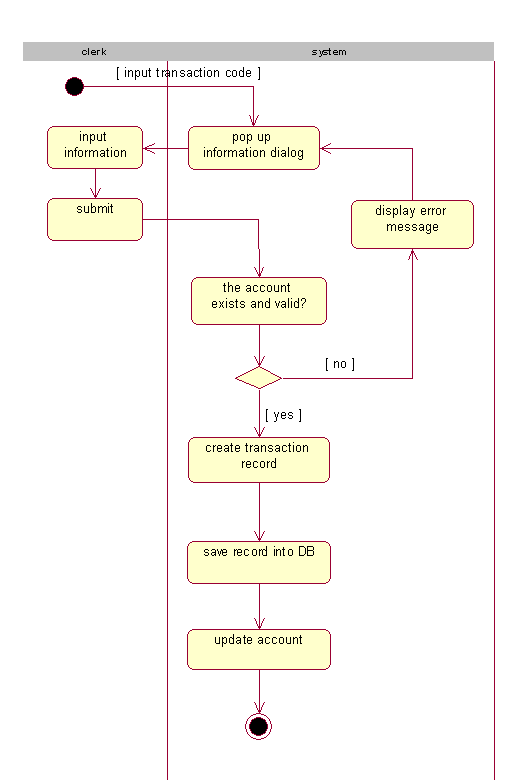 clerk
system
[ input transaction code ]
input
information
pop up
information dialog
submit
display error
message
the account
exists and valid?
[ no ]
[ yes ]
create transaction
record
save record into DB
update account